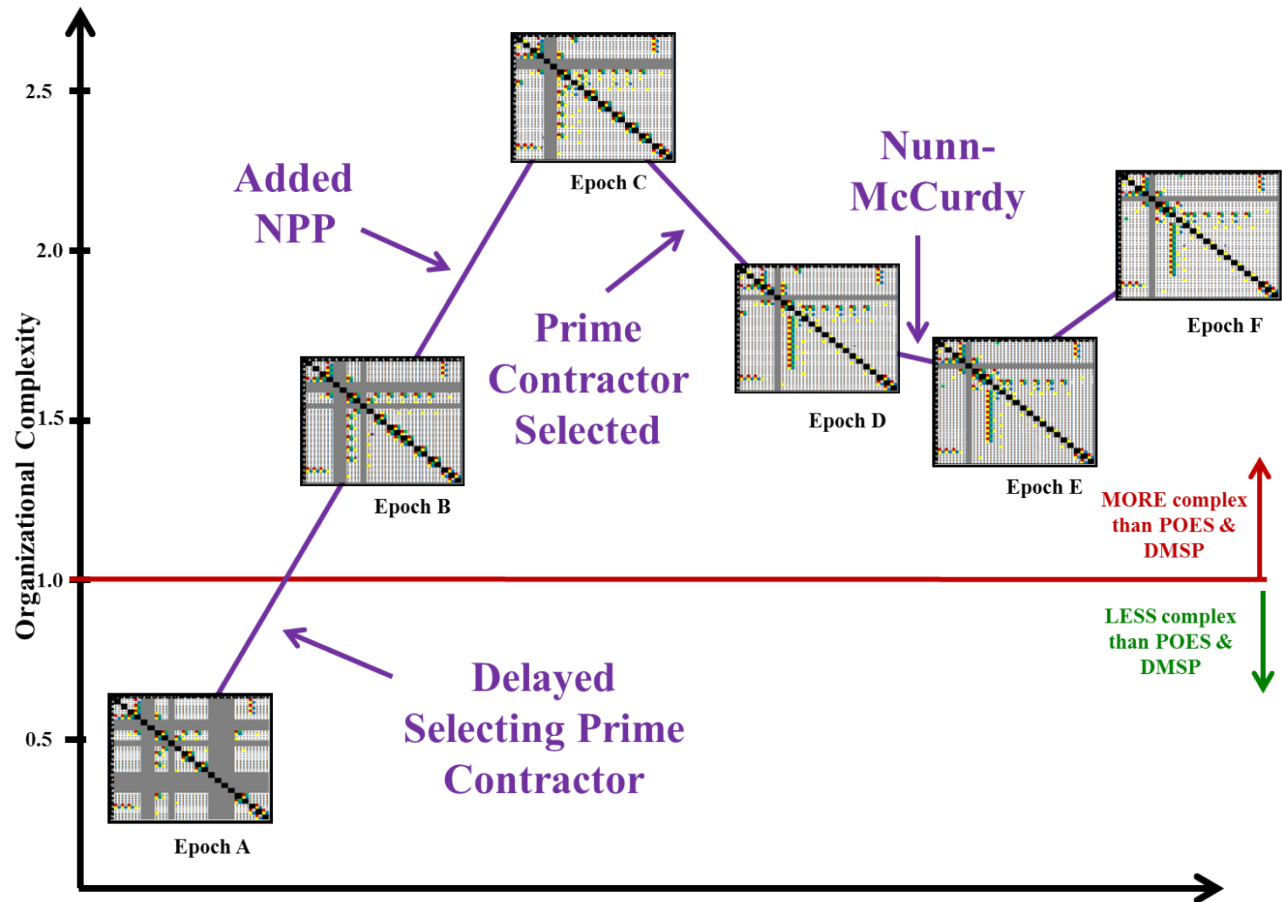 Organizational Complexity
2.5
2.0
1.5
1.0
0.5
Added
NPP
Epoch C
Nunn-
McCurdy
Prime
Contractor
Selected
Epoch F
Epoch D
Epoch B
Epoch E
MORE complex
than POES &
DMSP
LESS complex
than POES &
DMSP
Delayed
Selecting Prime
Contractor
Epoch A